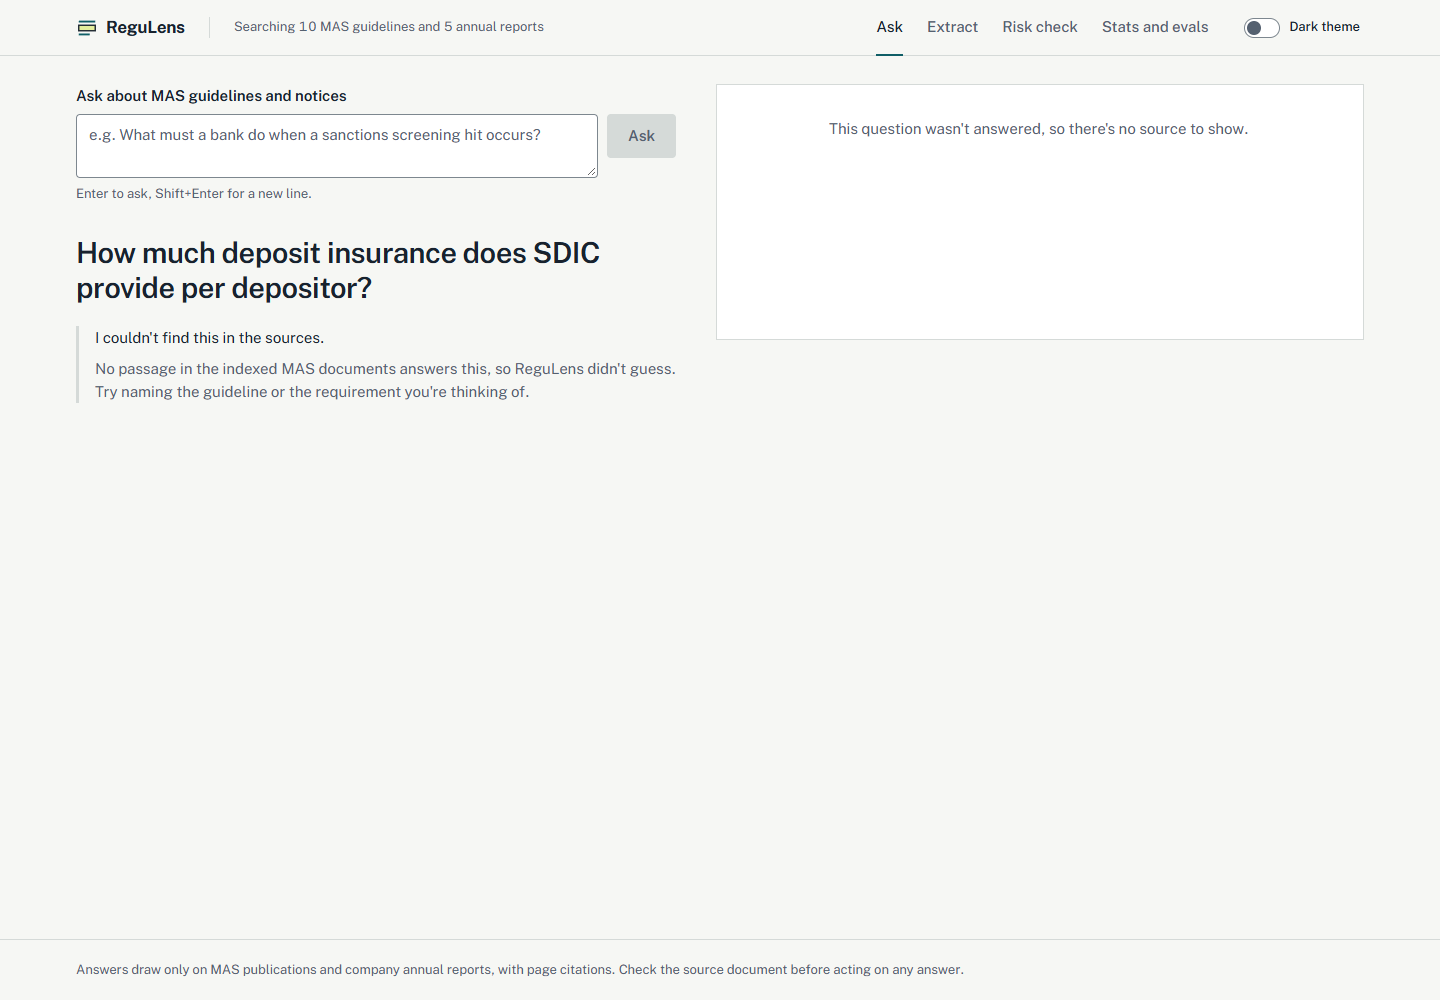 ReguLens
Searching 10 MAS guidelines and 5 annual reports
Ask
Extract
Risk check
Stats and evals
Dark theme
Ask about MAS guidelines and notices
e.g. What must a bank do when a sanctions screening hit occurs?
Ask
Enter to ask, Shift+Enter for a new line.
How much deposit insurance does SDIC
provide per depositor?
I couldn't find this in the sources.
No passage in the indexed MAS documents answers this, so ReguLens didn't guess.
Try naming the guideline or the requirement you're thinking of.
This question wasn't answered, so there's no source to show.
Answers draw only on MAS publications and company annual reports, with page citations. Check the source document before acting on any answer.